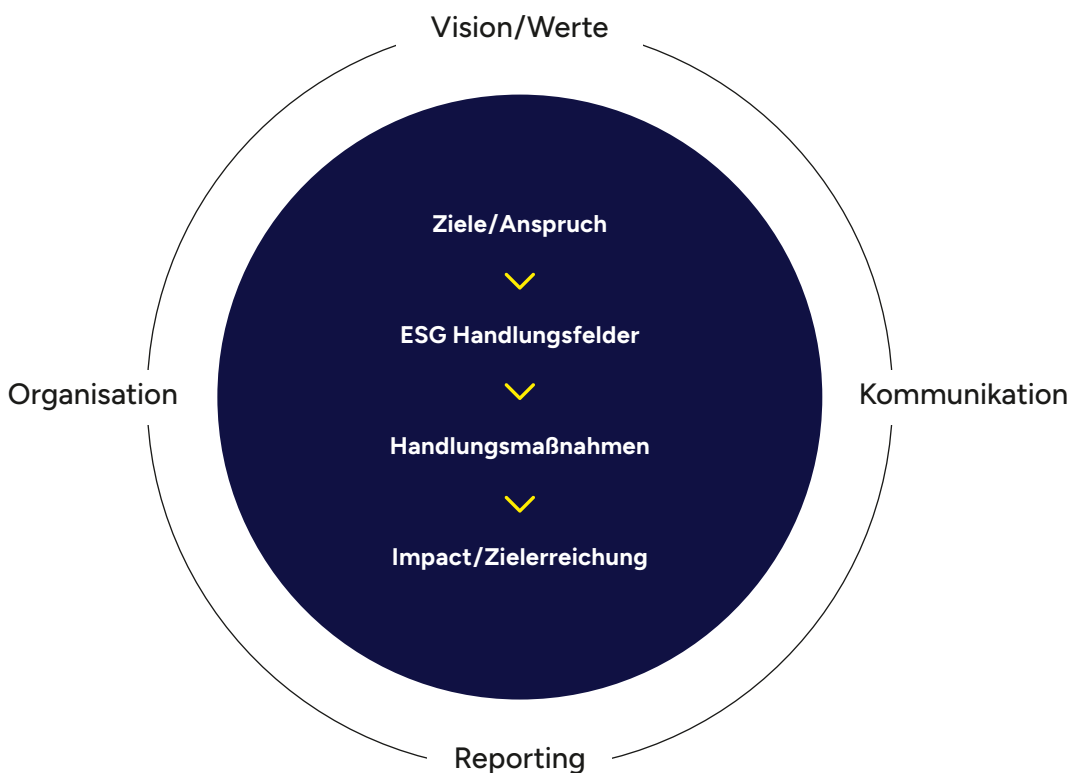 Vision/Werte
Ziele/Anspruch
ESG Handlungsfelder
Organisation
Kommunikation
Handlungsmaßnahmen
Impact/Zielerreichung
Reporting